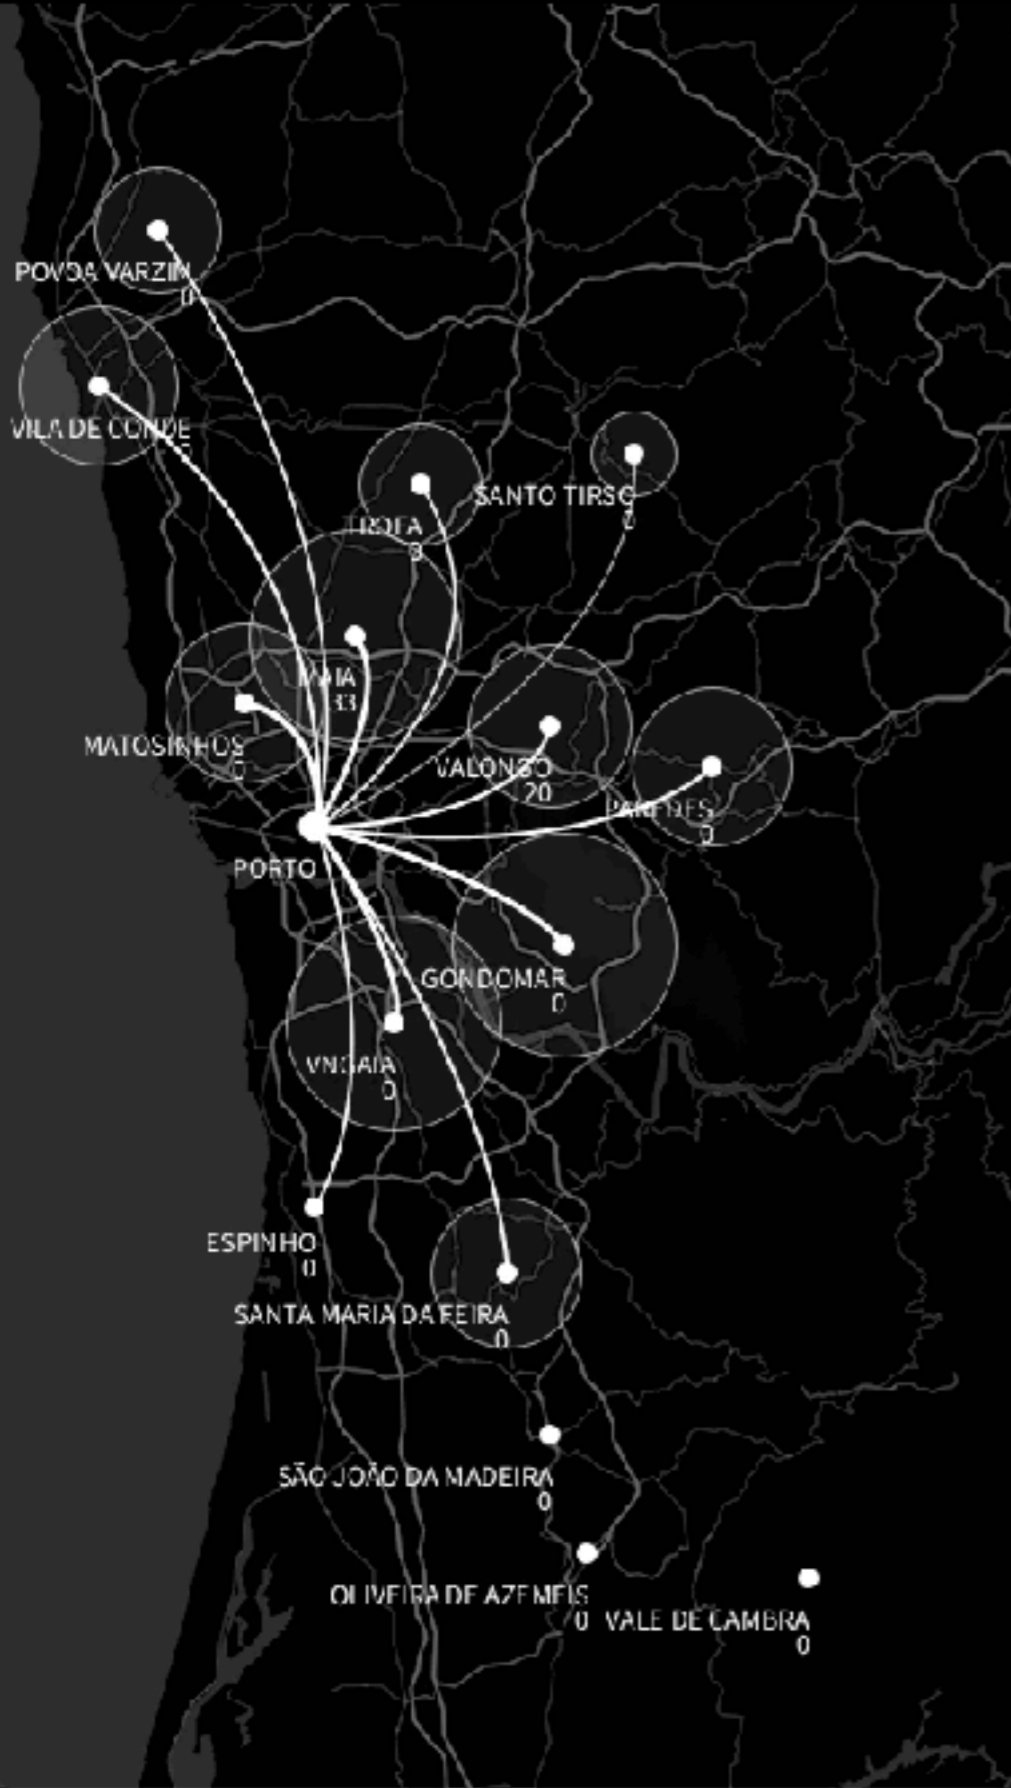 POVOA VARZIM
0
VILA DE CONDE
SANTO TIRSO
TROFA
MAIA
33
MATOSINHOS
0
VALONGO
20
PAREDES
0
PORTO
GONDOMAR
0
VNGAIA
0
ESPINHO
0
SANTA MARIA DA FEIRA
0
SÃO JOÃO DA MADEIRA
0
OLIVEIRA DE AZEMEIS
0
VALE DE CAMBRA
0